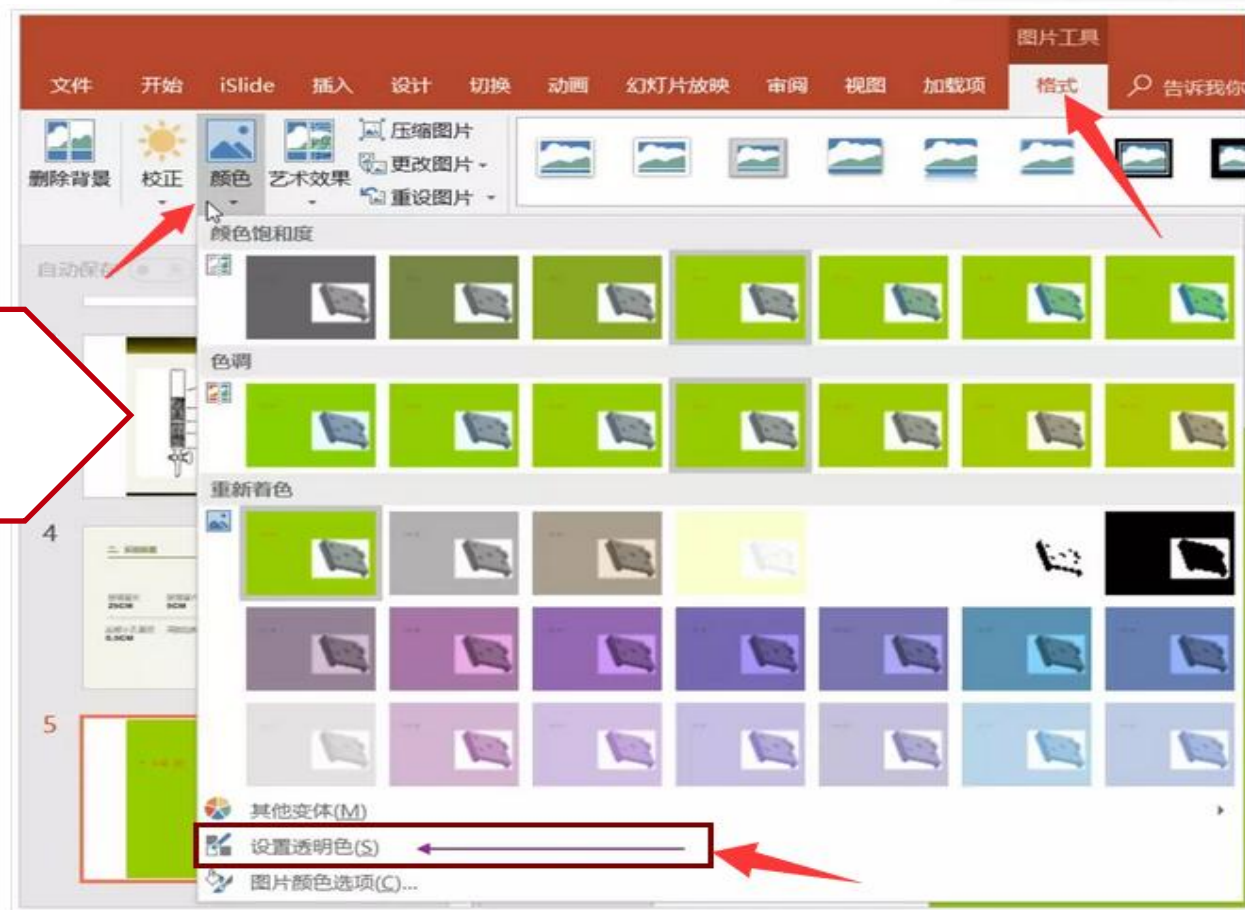 图片工具
文件 开始 iSlide 插入 设计 切换 动画 幻灯片放映 审阅 视图 加载项 格式 告诉我你
删除背景 校正 颜色 艺术效果
压缩图片
更改图片
重设图片
颜色饱和度
自动保存
色调
重新着色
4
25CM 5CM
0.5CM
5
其他变体(M)
设置透明色(S)
图片颜色选项(C)...